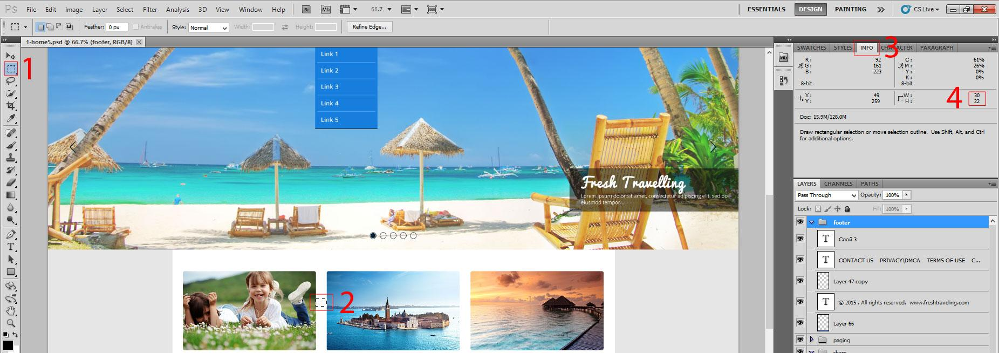 Ps File Edit Image Layer Select Filter Analysis 3D View Window Help Br Mb 66.7 ESSENTIALS DESIGN PAINTING CS Live
Feather: 0 px Anti-alias Style: Normal Width: Height: Refine Edge...
1-home5.psd @ 66.7% (footer, RGB/8)
1
Link 1
Link 2
Link 3
Link 4
Link 5
Fresh Travelling
Lorem ipsum dolor sit amet, consectetur ad piscing elit, sed do
eiusmod tempor...
2
Mb
SWATCHES STYLES INFO CHARACTER PARAGRAPH
3
R: 92 C: 61%
G: 161 M: 26%
B: 223 Y: 0%
K: 0%
8-bit 8-bit
X: 49 W: 30
Y: 259 H: 22
4
Doc: 15.9M/128.0M
Draw rectangular selection or move selection outline. Use Shift, Alt, and Ctrl
for additional options.
LAYERS CHANNELS PATHS
Pass Through Opacity: 100%
Lock: Fill: 100%
footer
T Слой 3
T CONTACT US PRIVACY\DMCA TERMS OF USE C...
Layer 47 copy
T © 2015 . All rights reserved. www.freshtraveling.com
Layer 66
paging
share